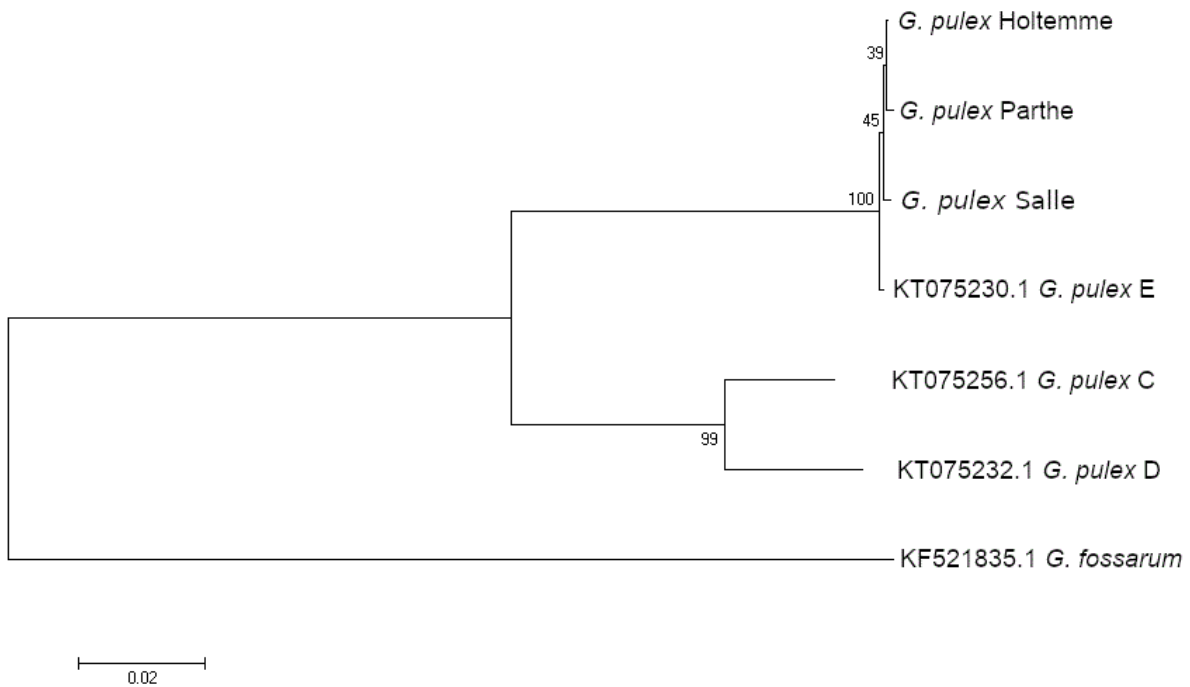 G. pulex Holtemme
39
G. pulex Parthe
45
100
G. pulex Salle
KT075230.1 G. pulex E
KT075256.1 G. pulex C
99
KT075232.1 G. pulex D
KF521835.1 G. fossarum
0.02